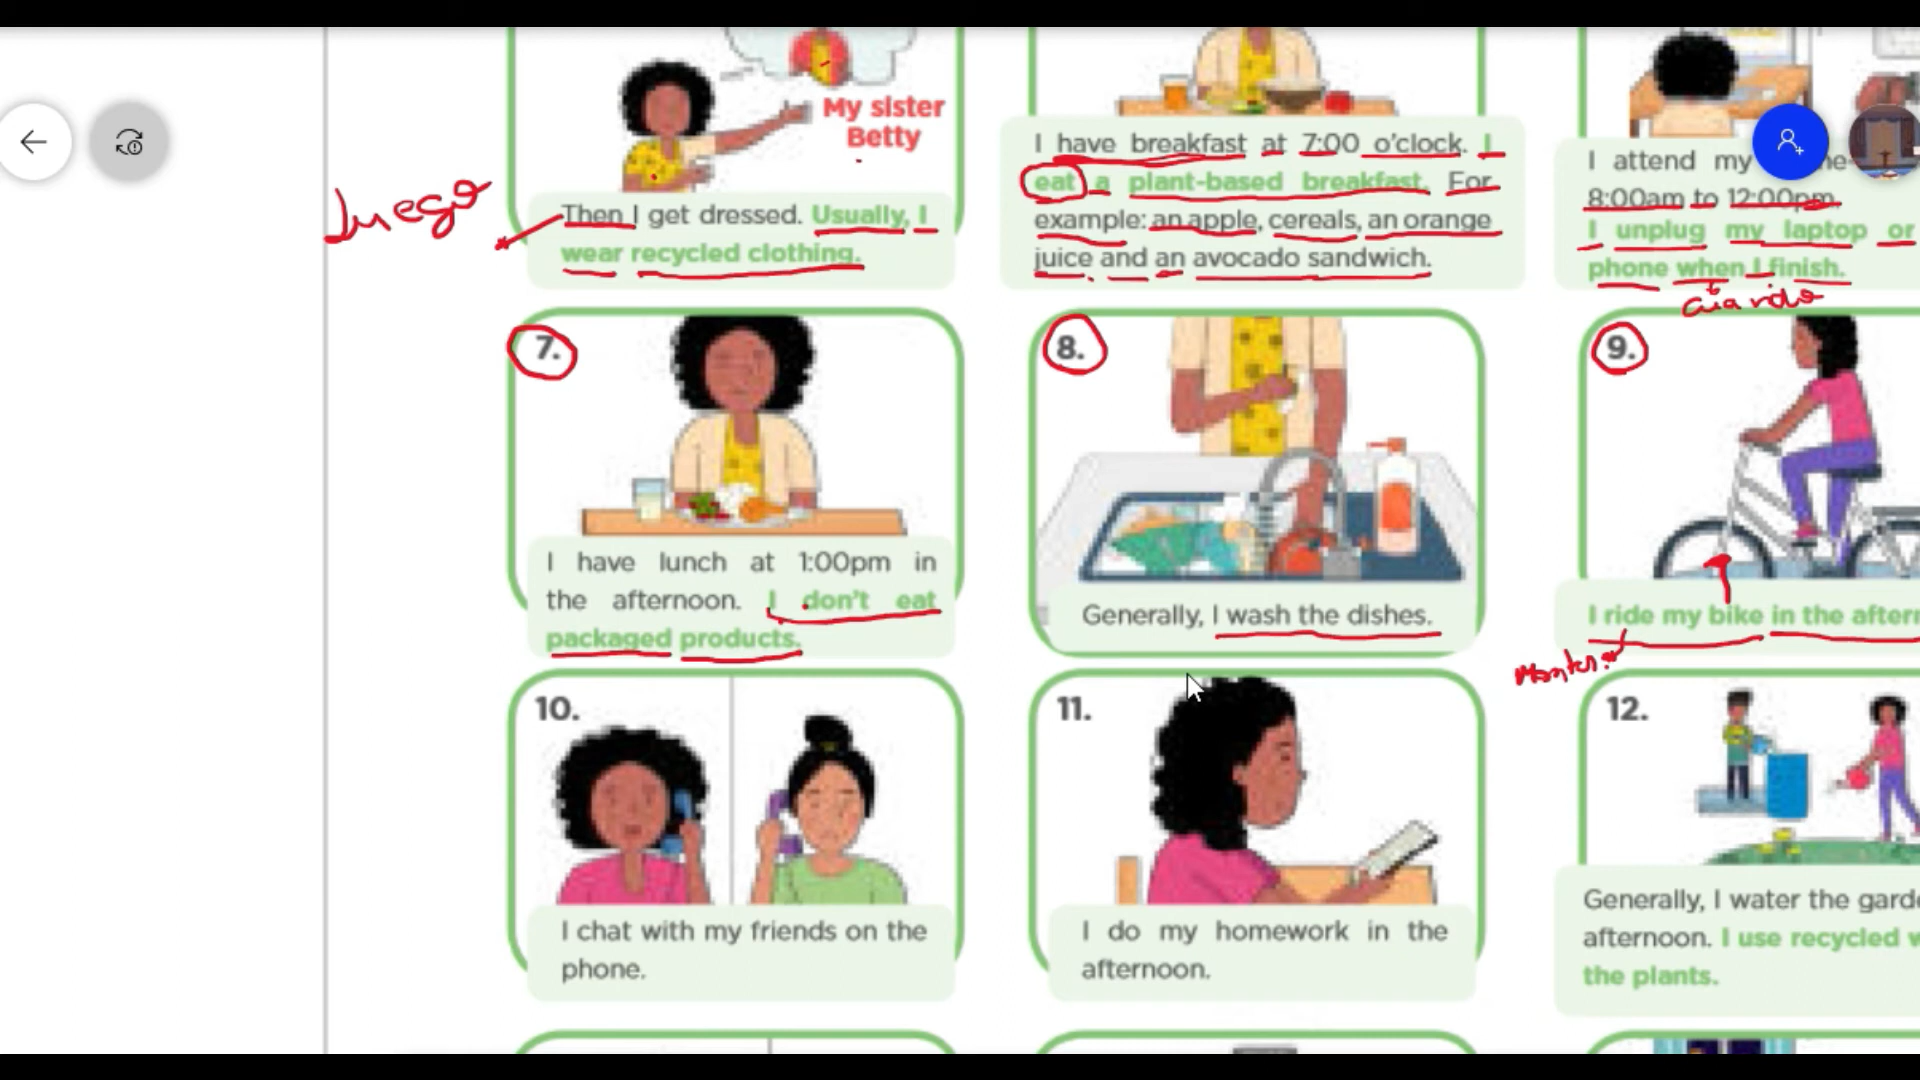 My sister
Betty
Then I get dressed. Usually, I
wear recycled clothing.
luego
I have breakfast at 7:00 o'clock. I
eat a plant-based breakfast. For
example: an apple, cereals, an orange
juice and an avocado sandwich.
I attend my
8:00am to 12:00pm.
I unplug my laptop or
phone when I finish.
7.
I have lunch at 1:00pm in
the afternoon. I don't eat
packaged products.
8.
Generally, I wash the dishes.
9.
I ride my bike in the aftern
10.
I chat with my friends on the
phone.
11.
I do my homework in the
afternoon.
12.
Generally, I water the garde
afternoon. I use recycled w
the plants.